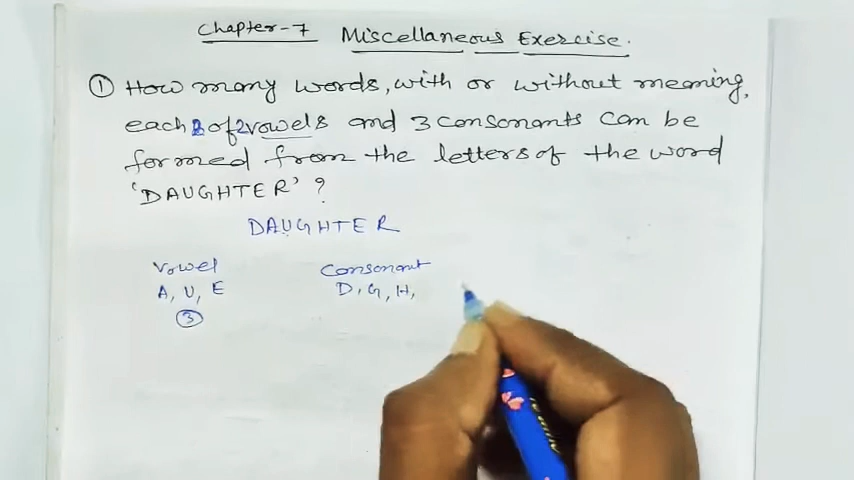 Chapter-7 Miscellaneous Exercise.
① How many words, with or without meaning,
each of 2 vowels and 3 consonants can be
formed from the letters of the word
'DAUGHTER' ?
DAUGHTER
Vowel Consonant
A, U, E D, G, H,
③